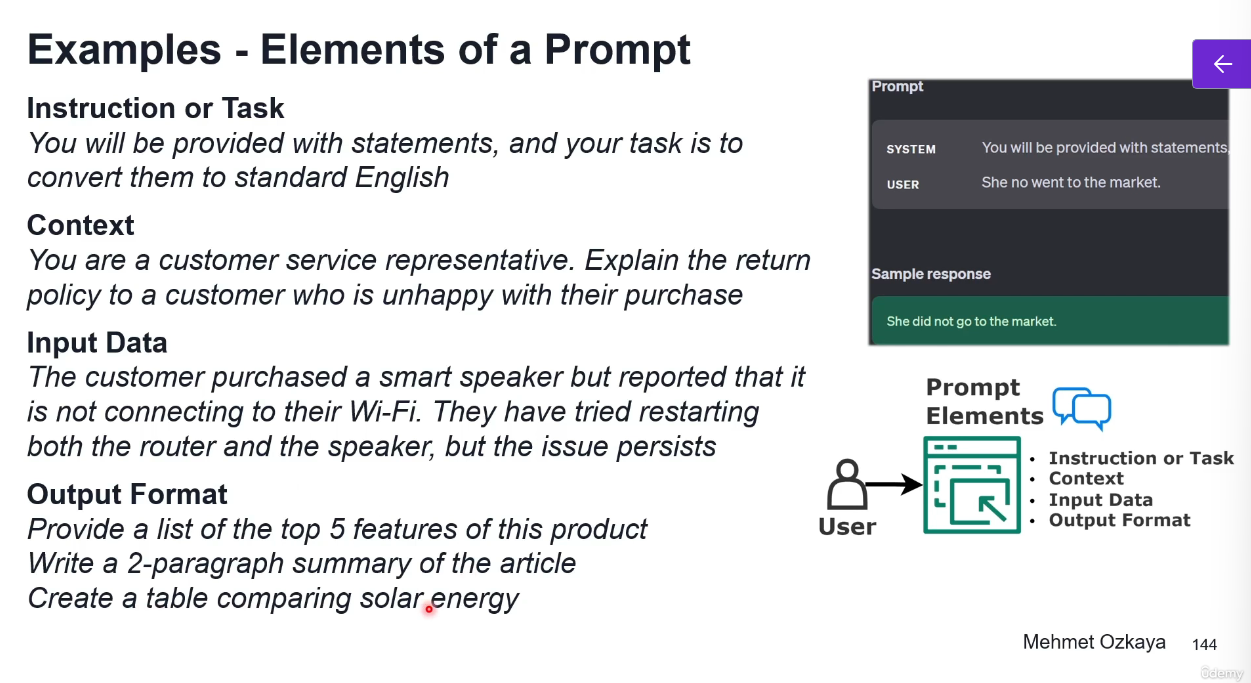 Examples - Elements of a Prompt
Instruction or Task
You will be provided with statements, and your task is to
convert them to standard English
Context
You are a customer service representative. Explain the return
policy to a customer who is unhappy with their purchase
Input Data
The customer purchased a smart speaker but reported that it
is not connecting to their Wi-Fi. They have tried restarting
both the router and the speaker, but the issue persists
Output Format
Provide a list of the top 5 features of this product
Write a 2-paragraph summary of the article
Create a table comparing solar energy
Prompt
SYSTEM You will be provided with statements,
USER She no went to the market.
Sample response
She did not go to the market.
Prompt
Elements
User
• Instruction or Task
• Context
• Input Data
• Output Format
Mehmet Ozkaya 144
ûdemy